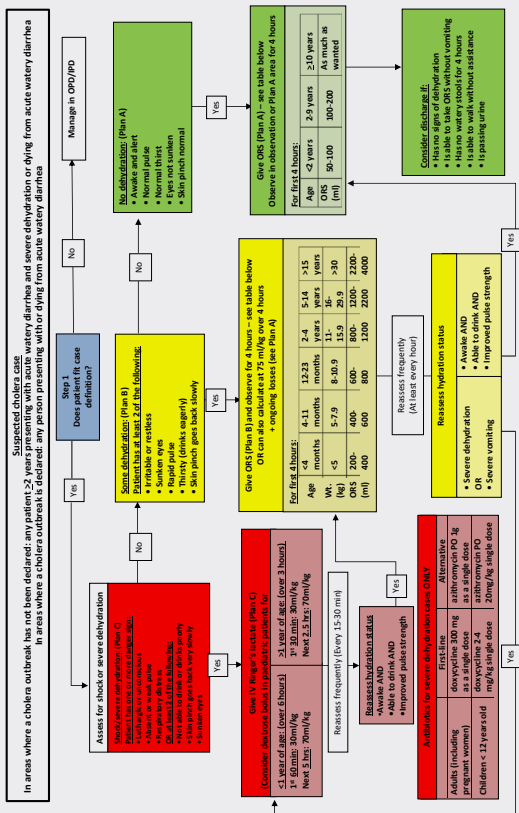 Suspected cholera case
In areas where a cholera outbreak has not been declared: any patient ≥2 years presenting with acute watery diarrhea and severe dehydration or dying from acute watery diarrhea
In areas where a cholera outbreak is declared: any person presenting with or dying from acute watery diarrhea
Step 1
Does patient fit case
definition?
No
Manage in OPD/IPD
Yes
Assess for shock or severe dehydration
Shock/severe dehydration: (Plan C)
Patient has one or more danger sign:
• Lethargic or unconscious
• Absent or weak pulse
• Respiratory distress
OR at least 2 of the following:
• Not able to drink or drinks poorly
• Skin pinch goes back very slowly
• Sunken eyes
No
Some dehydration: (Plan B)
Patient has at least 2 of the following:
• Irritable or restless
• Sunken eyes
• Rapid pulse
• Thirsty (drinks eagerly)
• Skin pinch goes back slowly
No
No dehydration: (Plan A)
• Awake and alert
• Normal pulse
• Normal thirst
• Eyes not sunken
• Skin pinch normal
Yes
Yes
Yes
Given IV Ringer's lactate (Plan C)
(Consider dextrose bolus in paediatric patients for
<1 year of age: (over 6 hours)
1st 60 min: 30ml/kg
Next 5 hrs: 70ml/kg
>1 year of age: (over 3 hours)
1st 30 min: 30ml/kg
Next 2.5 hrs: 70ml/kg
Reassess frequently (Every 15-30 min)
Reassess hydration status
•Awake AND
• Able to drink AND
• Improved pulse strength
Yes
Give ORS (Plan B) and observe for 4 hours – see table below
OR can also calculate at 75 ml/kg over 4 hours
+ ongoing losses (see Plan A)
For first 4 hours:
Age <4 months 4-11 months 12-23 months 2-4 years 5-14 years >15 years
Wt. (kg) <5 5-7.9 8-10.9 11-15.9 16-29.9 >30
ORS (ml) 200-400 400-600 600-800 800-1200 1200-2200 2200-4000
Reassess frequently
(At least every hour)
Reassess hydration status
• Severe dehydration
OR
• Severe vomiting
• Awake AND
• Able to drink AND
• Improved pulse strength
Give ORS (Plan A) – see table below
Observe in observation or Plan A area for 4 hours
For first 4 hours:
Age <2 years 2-9 years ≥10 years
ORS (ml) 50-100 100-200 As much as wanted
Consider discharge if:
• Has no signs of dehydration
• Is able to take ORS without vomiting
• Has no watery stools for 4 hours
• Is able to walk without assistance
• Is passing urine
Antibiotics for severe dehydration cases ONLY
First-line Alternative
Adults (including pregnant women) doxycycline 300 mg as a single dose azithromycin PO 1g as a single dose
Children < 12 years old doxycycline 2-4 mg/kg single dose azithromycin PO 20mg/kg single dose
Yes
Yes